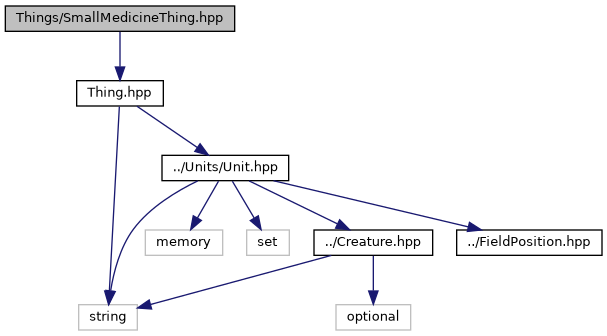 Things/SmallMedicineThing.hpp
Thing.hpp
../Units/Unit.hpp
memory
set
../Creature.hpp
../FieldPosition.hpp
string
optional